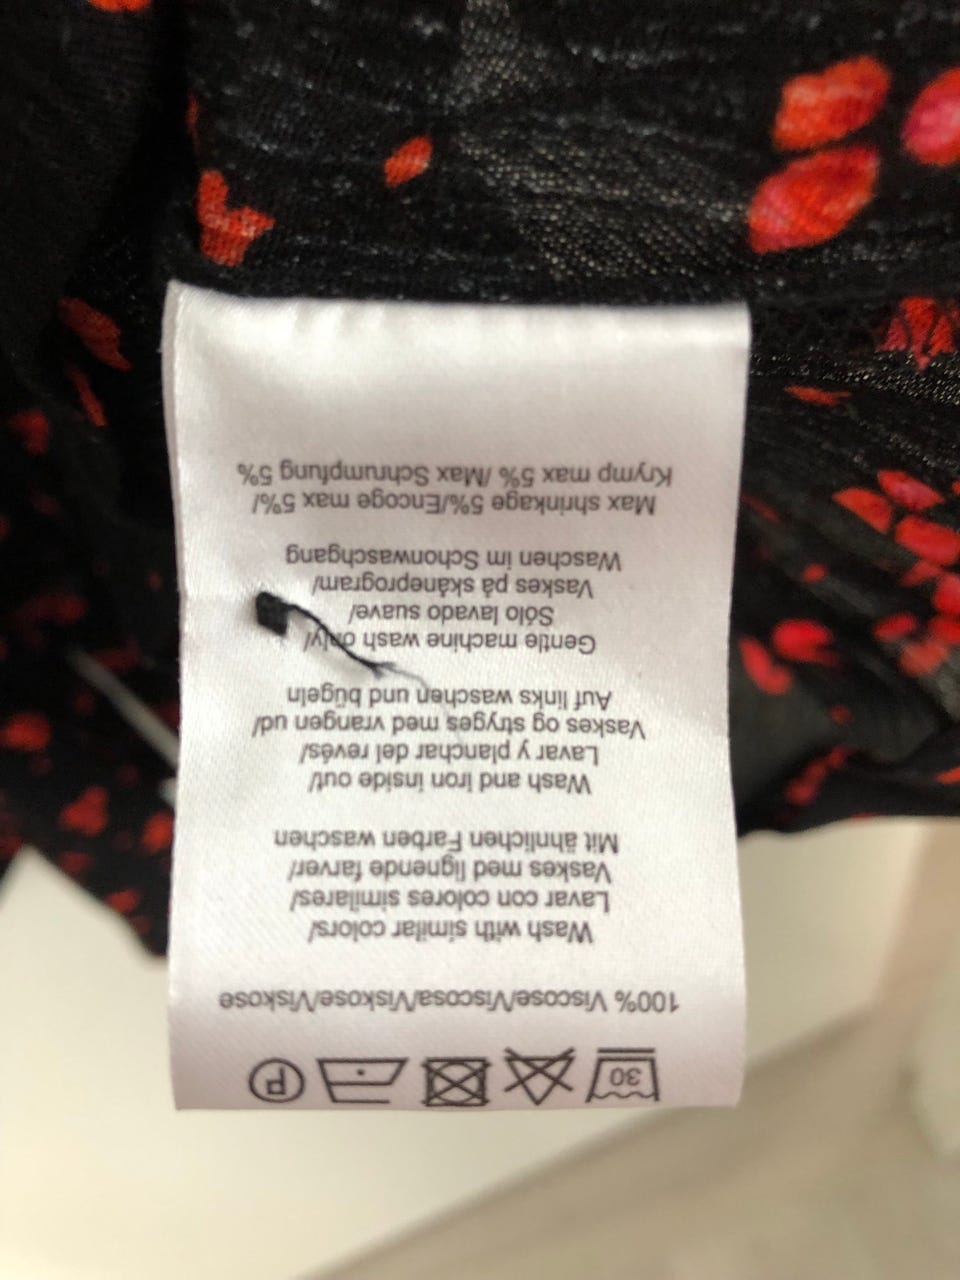 30 P
100% Viscose/Viscosa/Viskose/Viskose
Wash with similar colors/
Lavar con colores similares/
Vaskes med lignende farver/
Mit ähnlichen Farben waschen
Wash and Iron inside out/
Lavar y planchar del revés/
Vaskes og stryges med vrangen ud/
Auf links waschen und bügeln
Gentle machine wash only/
Sólo lavado suave/
Vaskes på skåneprogram/
Waschen im Schonwaschgang
Max shrinkage 5%/Encoge max 5%/
Krymp max 5% /Max Schrumpfung 5%